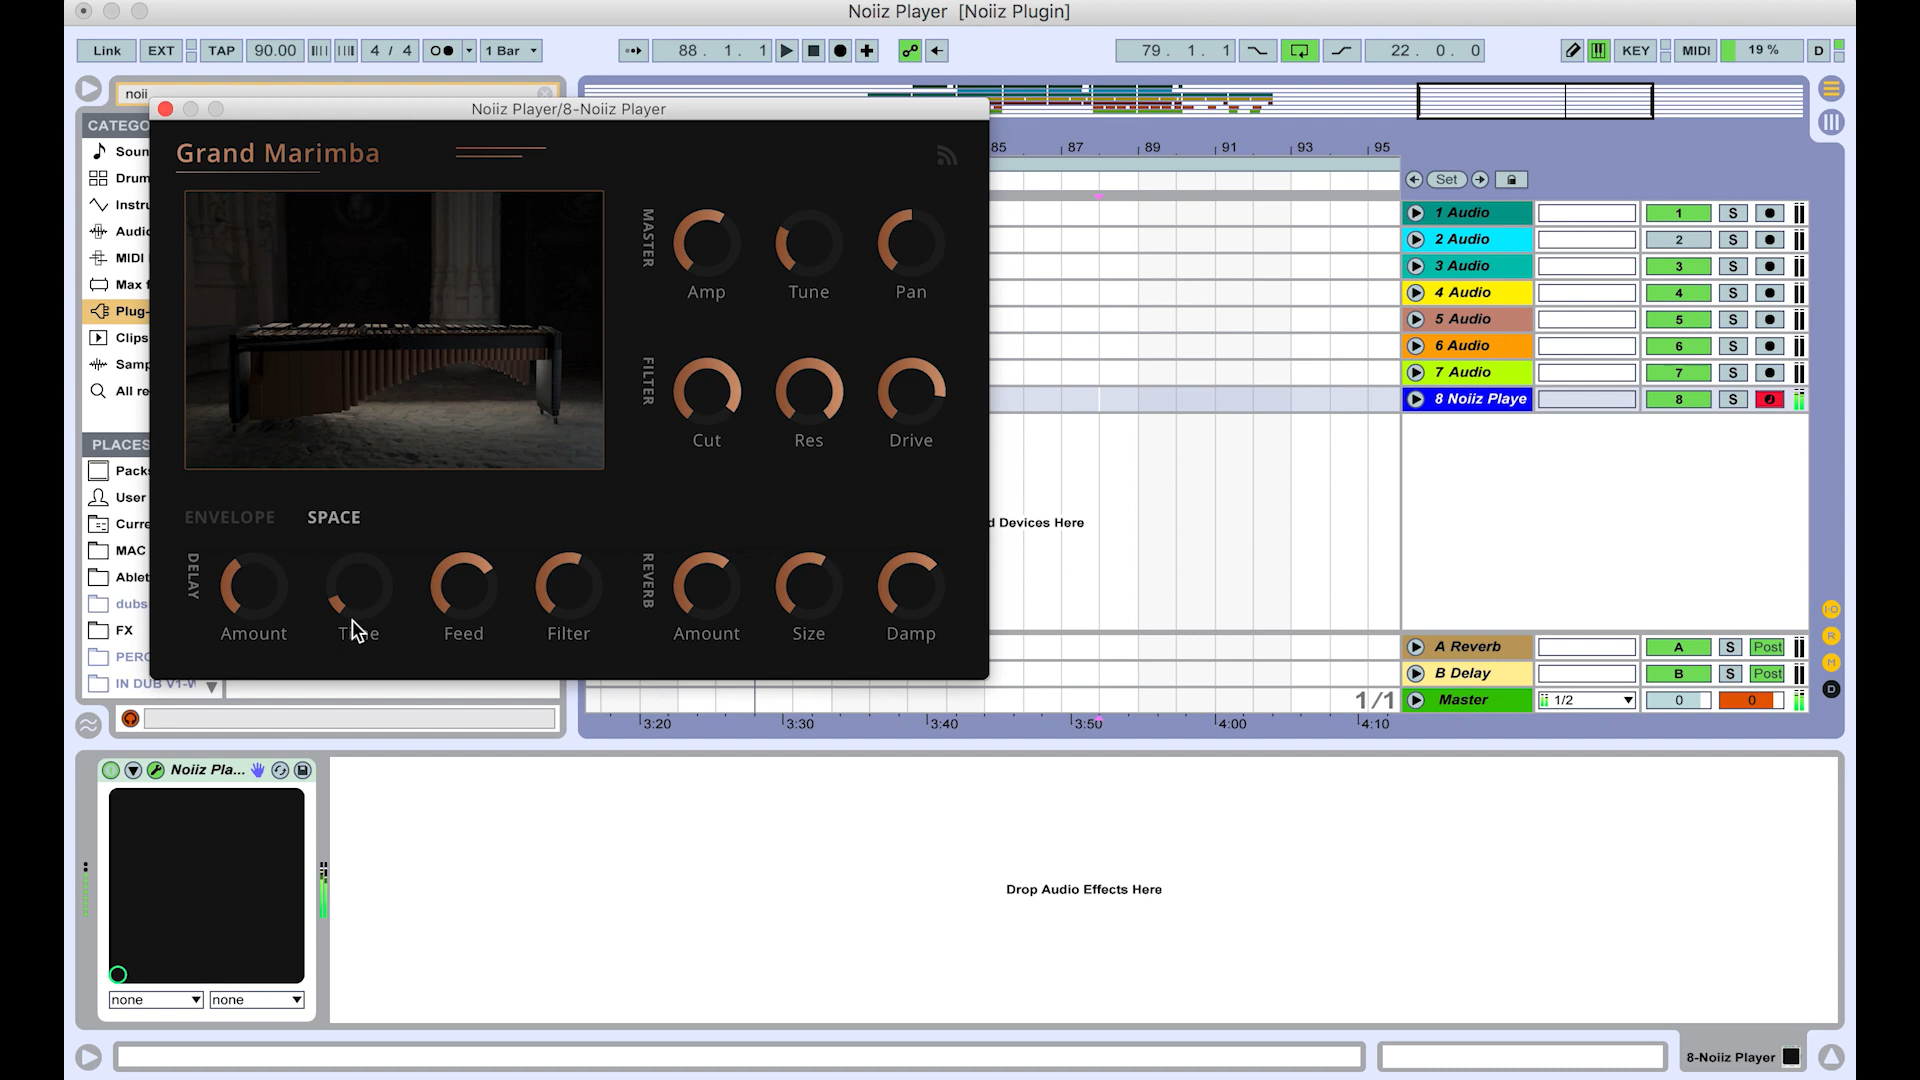 Noiiz Player [Noiiz Plugin]
Link EXT TAP 90.00 4 / 4 1 Bar 88. 1. 1 79. 1. 1 22. 0. 0 KEY MIDI 19 % D
noii
Noiiz Player/8-Noiiz Player
CATEGO
Soun
Drum
Instru
Audio
MIDI
Max f
Plug-
Clips
Samp
All re
PLACES
Packs
User
Curre
MAC
Ablet
dubs
FX
PERC
IN DUB V1-W
Grand Marimba
MASTER
Amp Tune Pan
FILTER
Cut Res Drive
ENVELOPE SPACE
DELAY
Amount Feed Filter
REVERB
Amount Size Damp
85 87 89 91 93 95
Set
1 Audio 1 S
2 Audio 2 S
3 Audio 3 S
4 Audio 4 S
5 Audio 5 S
6 Audio 6 S
7 Audio 7 S
8 Noiiz Playe 8 S
d Devices Here
A Reverb A S Post
B Delay B S Post
1/1 Master 1/2 0 0
I·O
R
M
D
3:20 3:30 3:40 3:50 4:00 4:10
Noiiz Pla...
none none
Drop Audio Effects Here
8-Noiiz Player